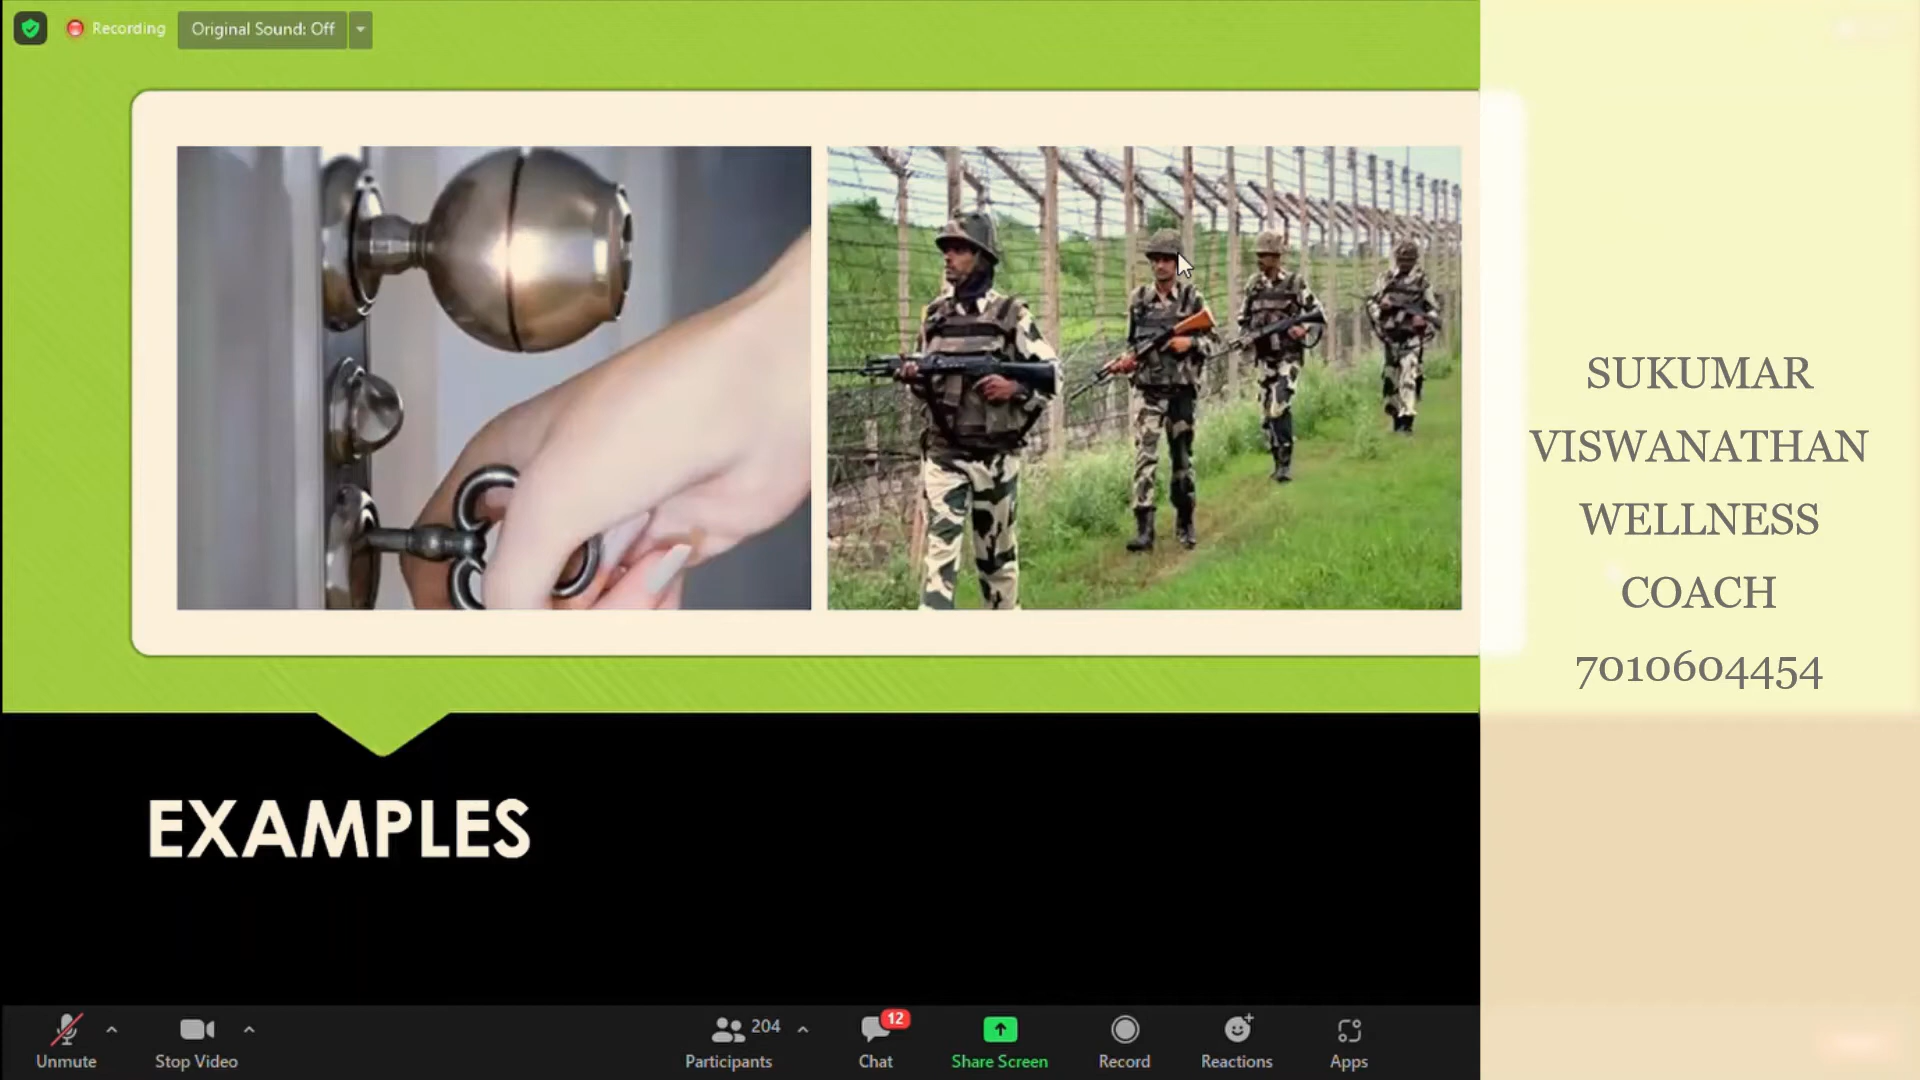 Recording
Original Sound: Off
SUKUMAR
VISWANATHAN
WELLNESS
COACH
7010604454
EXAMPLES
Unmute
Stop Video
204
Participants
12
Chat
Share Screen
Record
Reactions
Apps